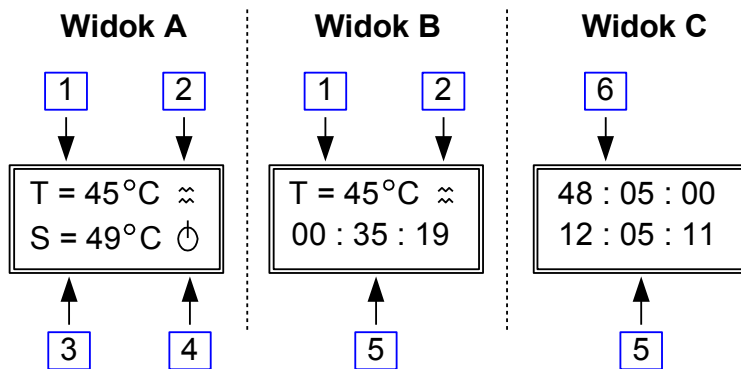 Widok A
Widok B
Widok C
1
2
1
2
6
T = 45°C ≈
S = 49°C
T = 45°C ≈
00 : 35 : 19
48 : 05 : 00
12 : 05 : 11
3
4
5
5